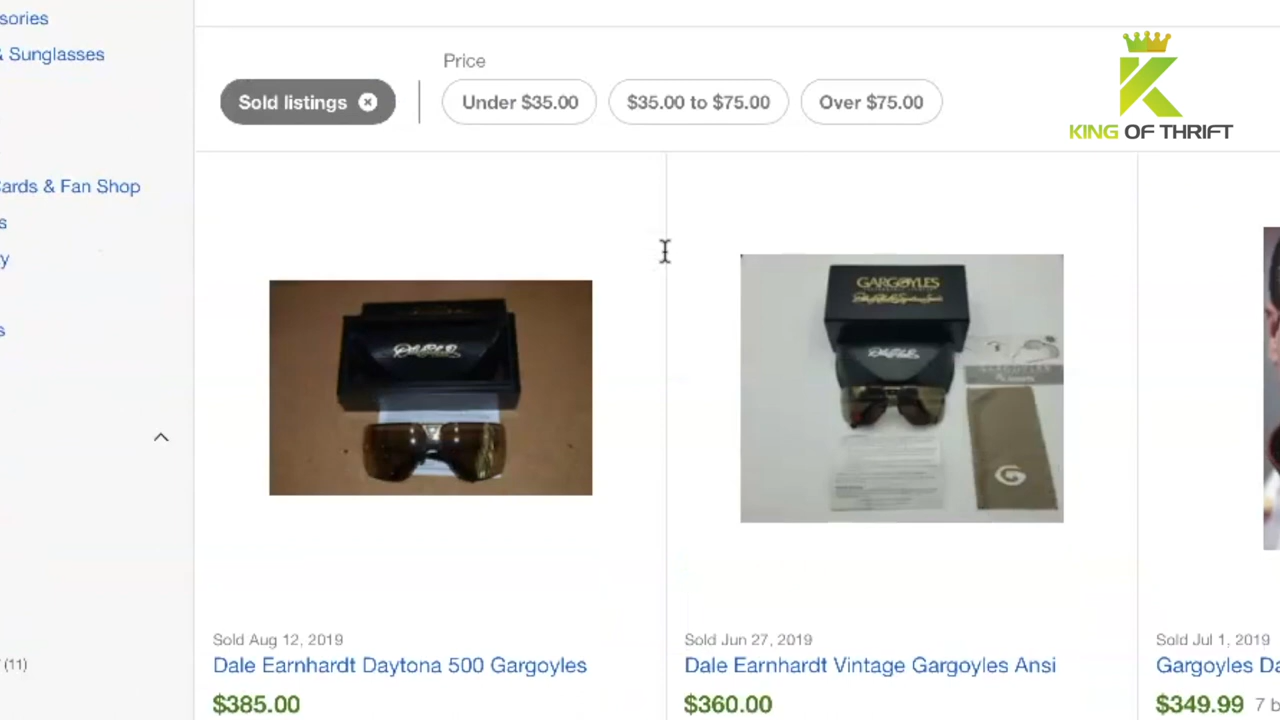 sories
& Sunglasses
Cards & Fan Shop
s
y
s
(11)
Price
Sold listings
Under $35.00
$35.00 to $75.00
Over $75.00
KING OF THRIFT
GARGOYLES
G
Sold Aug 12, 2019
Dale Earnhardt Daytona 500 Gargoyles
$385.00
Sold Jun 27, 2019
Dale Earnhardt Vintage Gargoyles Ansi
$360.00
Sold Jul 1, 2019
Gargoyles Da
$349.99 7 b